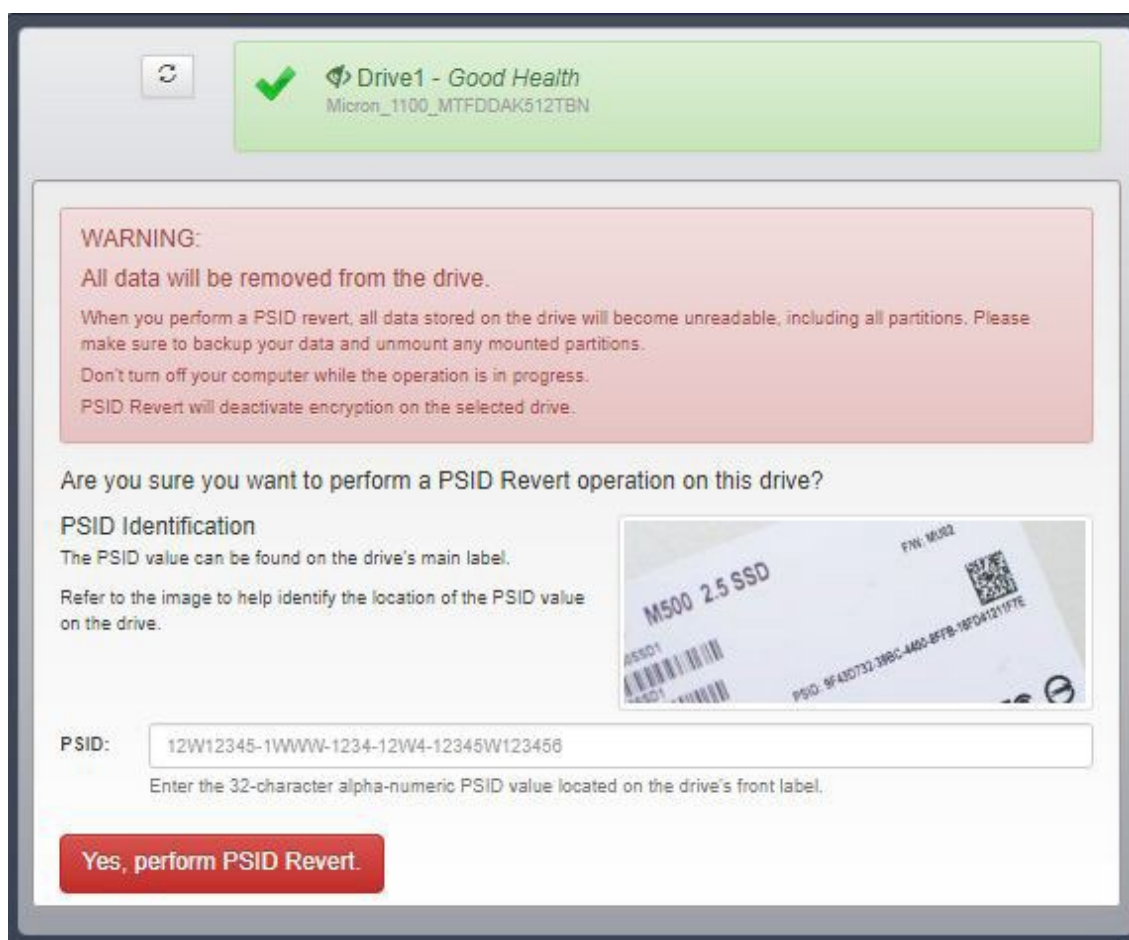 Drive1 - Good Health
Micron_1100_MTFDDAK512TBN
WARNING:
All data will be removed from the drive.
When you perform a PSID revert, all data stored on the drive will become unreadable, including all partitions. Please
make sure to backup your data and unmount any mounted partitions.
Don't turn off your computer while the operation is in progress.
PSID Revert will deactivate encryption on the selected drive.
Are you sure you want to perform a PSID Revert operation on this drive?
PSID Identification
The PSID value can be found on the drive's main label.
Refer to the image to help identify the location of the PSID value
on the drive.
F/W: MU02
M500 2.5 SSD
PSID:
12W12345-1WWW-1234-12W4-12345W123456
Enter the 32-character alpha-numeric PSID value located on the drive's front label.
Yes, perform PSID Revert.